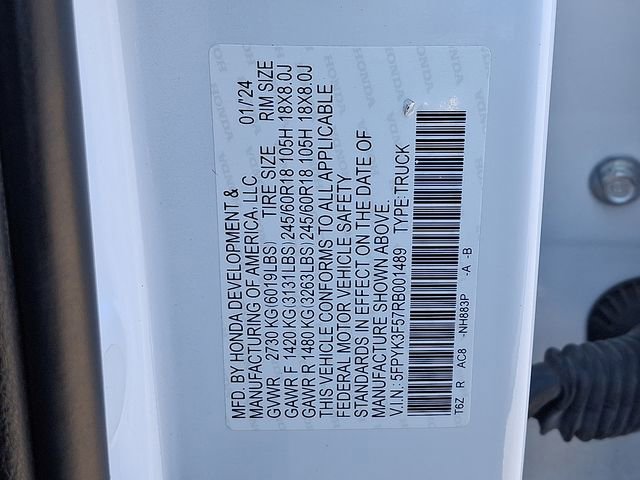 MFD. BY HONDA DEVELOPMENT &
MANUFACTURING OF AMERICA, LLC 01/'24
GVWR 2730 KG(6019LBS) TIRE SIZE RIM SIZE
GAWR F 1420 KG(3131LBS) 245/60R18 105H 18X8.0J
GAWR R 1480 KG(3263LBS) 245/60R18 105H 18X8.0J
THIS VEHICLE CONFORMS TO ALL APPLICABLE
FEDERAL MOTOR VEHICLE SAFETY
STANDARDS IN EFFECT ON THE DATE OF
MANUFACTURE SHOWN ABOVE.
V.I.N.: 5FPYK3F57RB001489 TYPE: TRUCK
T6Z R AC8 -NH883P -A -B